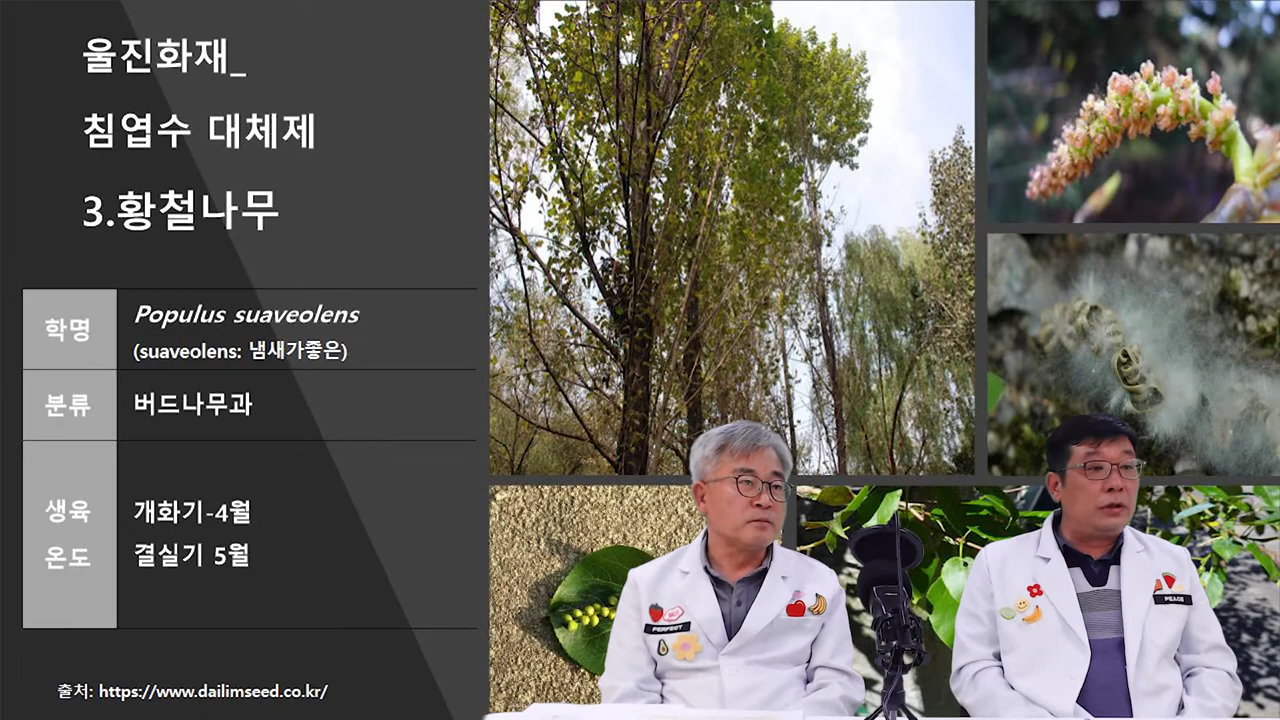 울진화재_
침엽수 대체제
3.황철나무
학명
Populus suaveolens
(suaveolens: 냄새가좋은)
분류
버드나무과
생육
온도
개화기-4월
결실기 5월
출처: https://www.dailimseed.co.kr/
PERFECT
PEACE